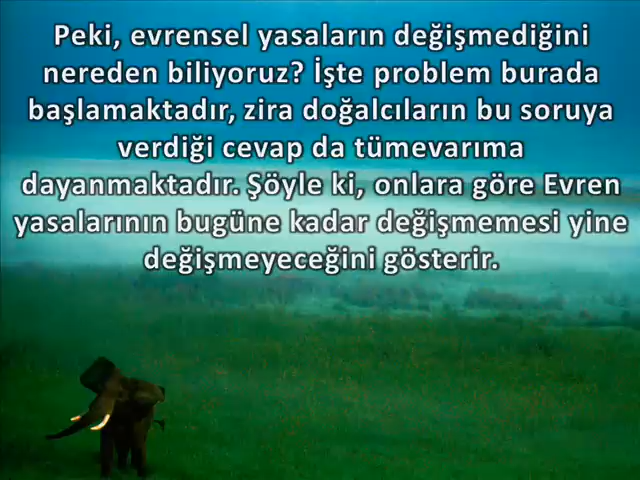 Peki, evrensel yasaların değişmediğini
nereden biliyoruz? İşte problem burada
başlamaktadır, zira doğalcıların bu soruya
verdiği cevap da tümevarıma
dayanmaktadır. Şöyle ki, onlara göre Evren
yasalarının bugüne kadar değişmemesi yine
değişmeyeceğini gösterir.